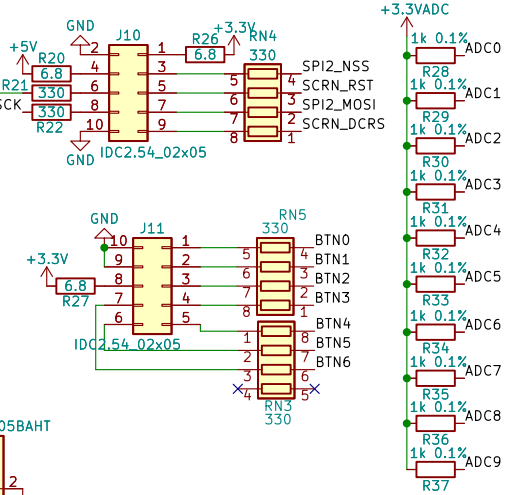 +3.3VADC
GND
J10
+3.3V
R26
6.8
RN4
330
+5V
R20
6.8
R21
330
SCK
330
R22
2
4
6
8
10
1
3
5
7
9
GND
IDC2.54_02x05
5
6
7
8
4
3
2
1
SPI2_NSS
SCRN_RST
SPI2_MOSI
SCRN_DCRS
GND
J11
RN5
330
+3.3V
6.8
R27
10
9
8
7
6
1
2
3
4
5
IDC2.54_02x05
5
6
7
8
4
3
2
1
BTN0
BTN1
BTN2
BTN3
BTN4
BTN5
BTN6
1
2
3
4
8
7
6
5
RN3
330
1k 0.1%
ADC0
R28
1k 0.1%
ADC1
R29
1k 0.1%
ADC2
R30
1k 0.1%
ADC3
R31
1k 0.1%
ADC4
R32
1k 0.1%
ADC5
R33
1k 0.1%
ADC6
R34
1k 0.1%
ADC7
R35
1k 0.1%
ADC8
R36
1k 0.1%
ADC9
R37
05BAHT
2